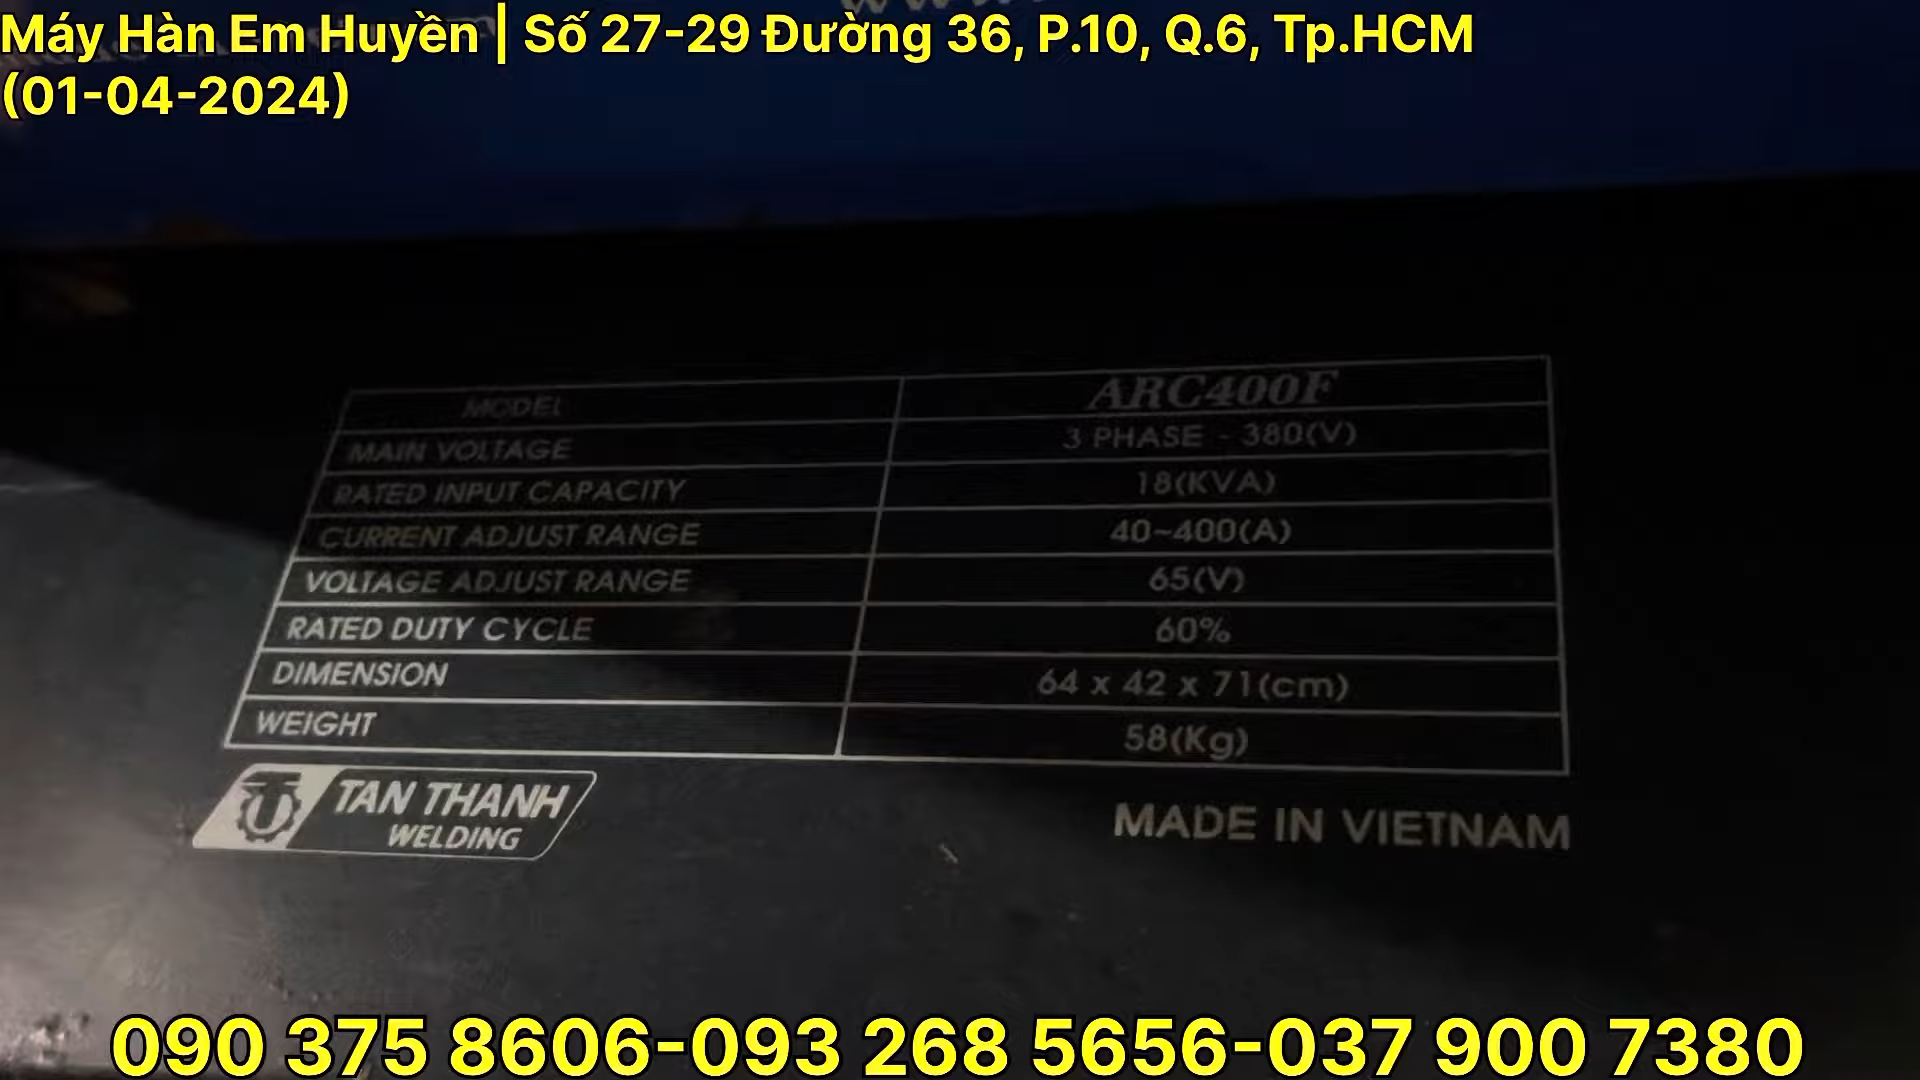 Máy Hàn Em Huyền | Số 27-29 Đường 36, P.10, Q.6, Tp.HCM
(01-04-2024)
MODEL ARC400F
MAIN VOLTAGE 3 PHASE - 380(V)
RATED INPUT CAPACITY 18(KVA)
CURRENT ADJUST RANGE 40~400(A)
VOLTAGE ADJUST RANGE 65(V)
RATED DUTY CYCLE 60%
DIMENSION 64 x 42 x 71(cm)
WEIGHT 58(Kg)
TAN THANH
WELDING
MADE IN VIETNAM
090 375 8606-093 268 5656-037 900 7380